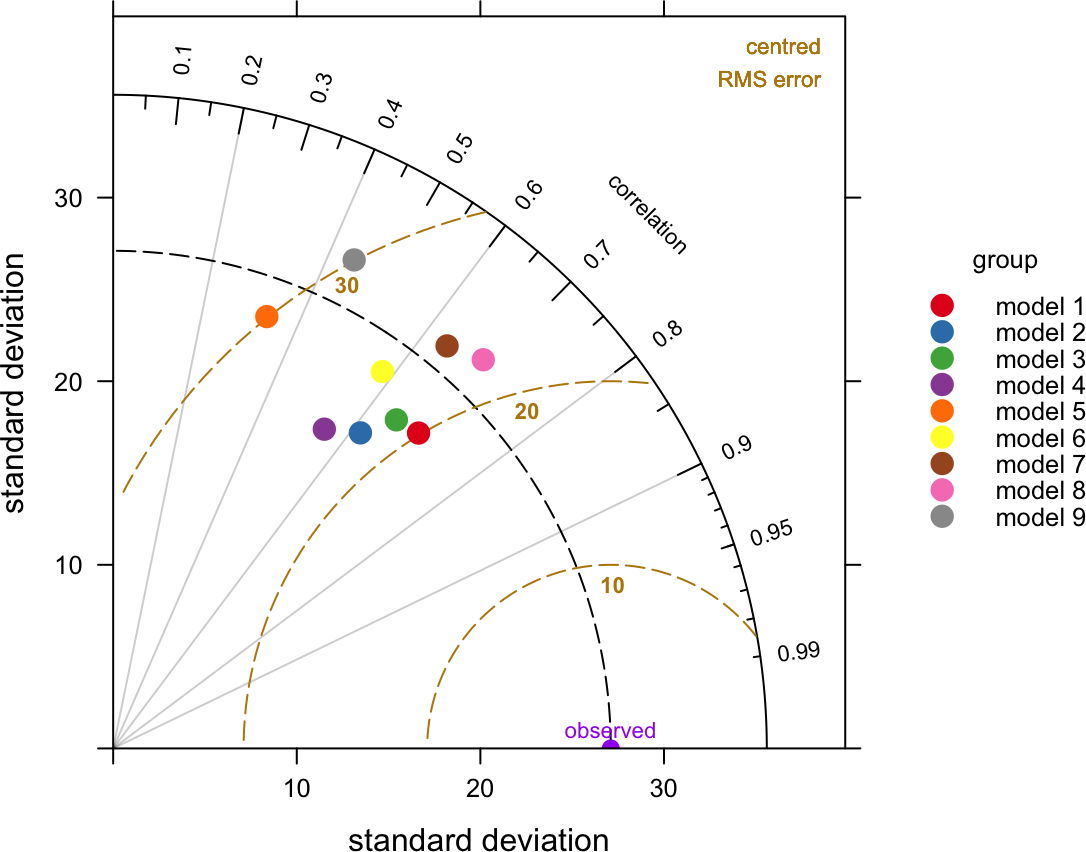 centred
RMS error
0.1
0.2
0.3
0.4
0.5
0.6
correlation
0.7
0.8
0.9
0.95
0.99
standard deviation
30
20
10
30
20
10
observed
10
20
30
standard deviation
group
model 1
model 2
model 3
model 4
model 5
model 6
model 7
model 8
model 9